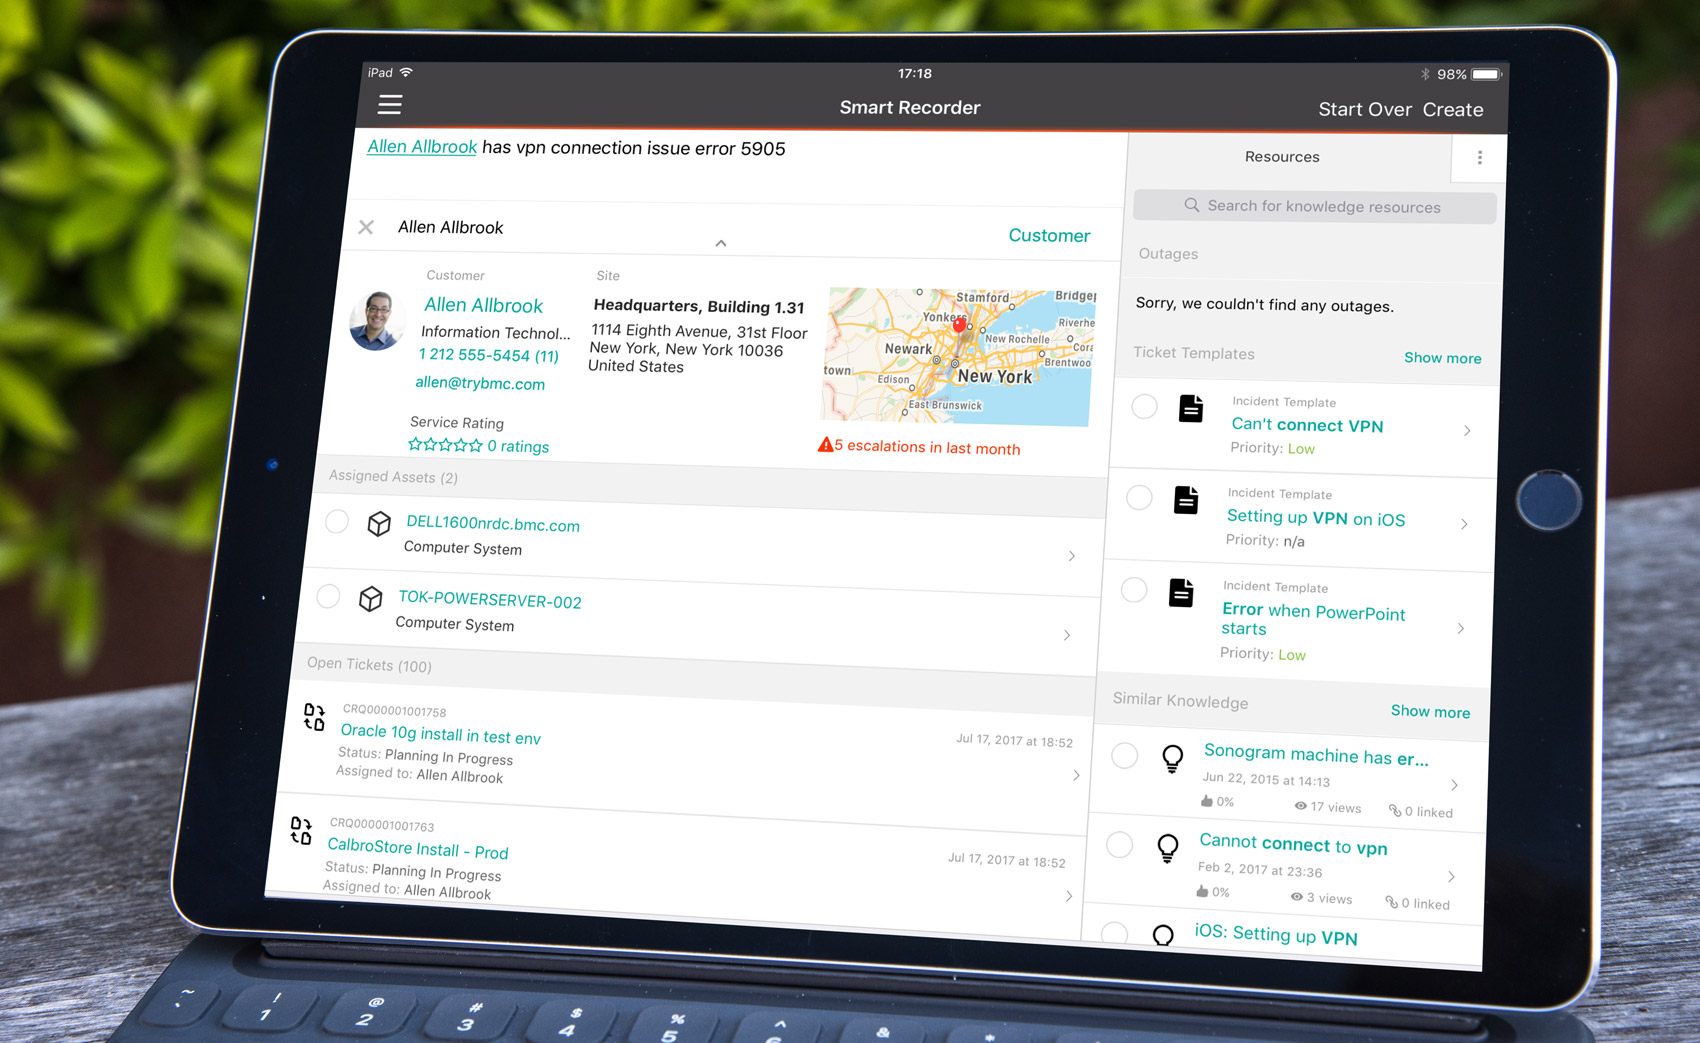 iPad
17:18
98%
Smart Recorder
Start Over Create
Allen Allbrook has vpn connection issue error 5905
Allen Allbrook
Customer
Customer
Allen Allbrook
Information Technol...
1 212 555-5454 (11)
allen@trybmc.com
Service Rating
0 ratings
Site
Headquarters, Building 1.31
1114 Eighth Avenue, 31st Floor
New York, New York 10036
United States
Stamford
Bridgep
Yonkers
Riverhe
New Rochelle
Cora
Newark
Brentwoo
town
Edison
New York
East Brunswick
5 escalations in last month
Assigned Assets (2)
DELL1600nrdc.bmc.com
Computer System
TOK-POWERSERVER-002
Computer System
Open Tickets (100)
CRQ000001001758
Oracle 10g install in test env
Status: Planning In Progress
Assigned to: Allen Allbrook
Jul 17, 2017 at 18:52
CRQ000001001763
CalbroStore Install - Prod
Status: Planning In Progress
Assigned to: Allen Allbrook
Jul 17, 2017 at 18:52
Resources
Search for knowledge resources
Outages
Sorry, we couldn't find any outages.
Ticket Templates
Show more
Incident Template
Can't connect VPN
Priority: Low
Incident Template
Setting up VPN on iOS
Priority: n/a
Incident Template
Error when PowerPoint
starts
Priority: Low
Similar Knowledge
Show more
Sonogram machine has er...
Jun 22, 2015 at 14:13
0% 17 views 0 linked
Cannot connect to vpn
Feb 2, 2017 at 23:36
0% 3 views 0 linked
iOS: Setting up VPN
~ ! @ # $ % ^ & *
1 2 3 4 5 6